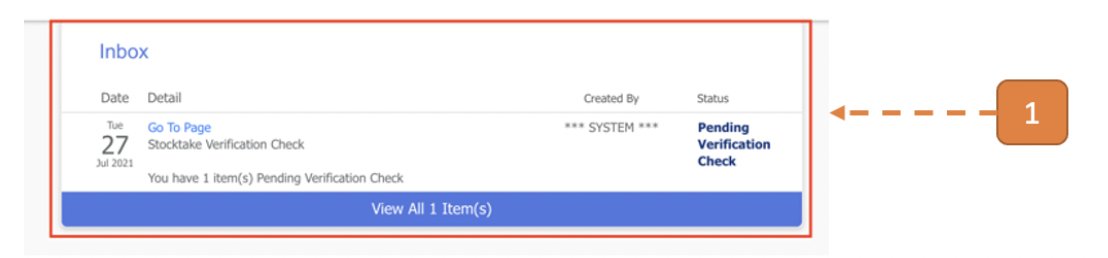 Inbox
Date Detail Created By Status
Tue
27
Jul 2021
Go To Page
Stocktake Verification Check
You have 1 item(s) Pending Verification Check
*** SYSTEM ***
Pending
Verification
Check
View All 1 Item(s)
1